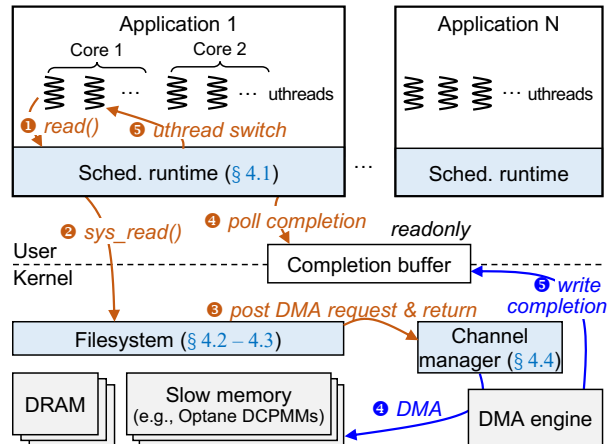 Application 1
Core 1
Core 2
...
...
uthreads
❶ read()
❺ uthread switch
Sched. runtime (§ 4.1)
...
Application N
...
uthreads
Sched. runtime
❷ sys_read()
❹ poll completion
readonly
User
Kernel
Completion buffer
❺ write
completion
❸ post DMA request & return
Filesystem (§ 4.2 – 4.3)
Channel
manager (§ 4.4)
DRAM
Slow memory
(e.g., Optane DCPMMs)
❹ DMA
DMA engine